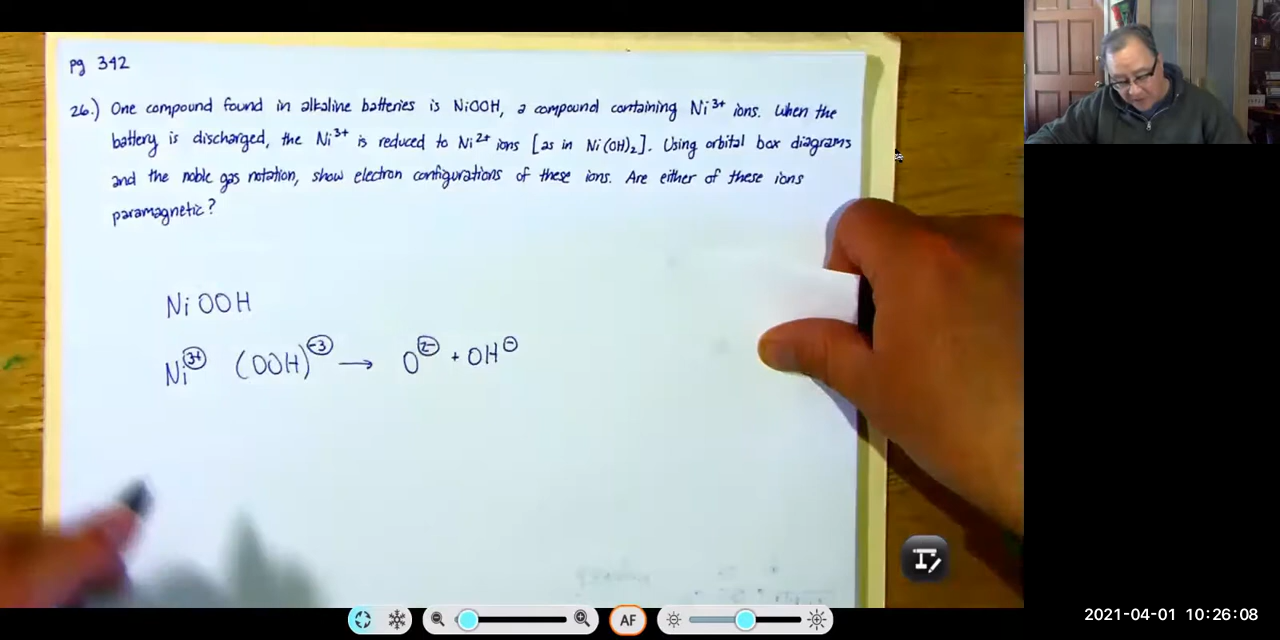 pg 342
26.) One compound found in alkaline batteries is NiOOH, a compound containing Ni³⁺ ions. When the
battery is discharged, the Ni³⁺ is reduced to Ni²⁺ ions [as in Ni(OH)₂]. Using orbital box diagrams
and the noble gas notation, show electron configurations of these ions. Are either of these ions
paramagnetic?
NiOOH
Ni³⁺ (OOH)⁻³ → O²⁻ + OH⁻
AF
2021-04-01 10:26:08